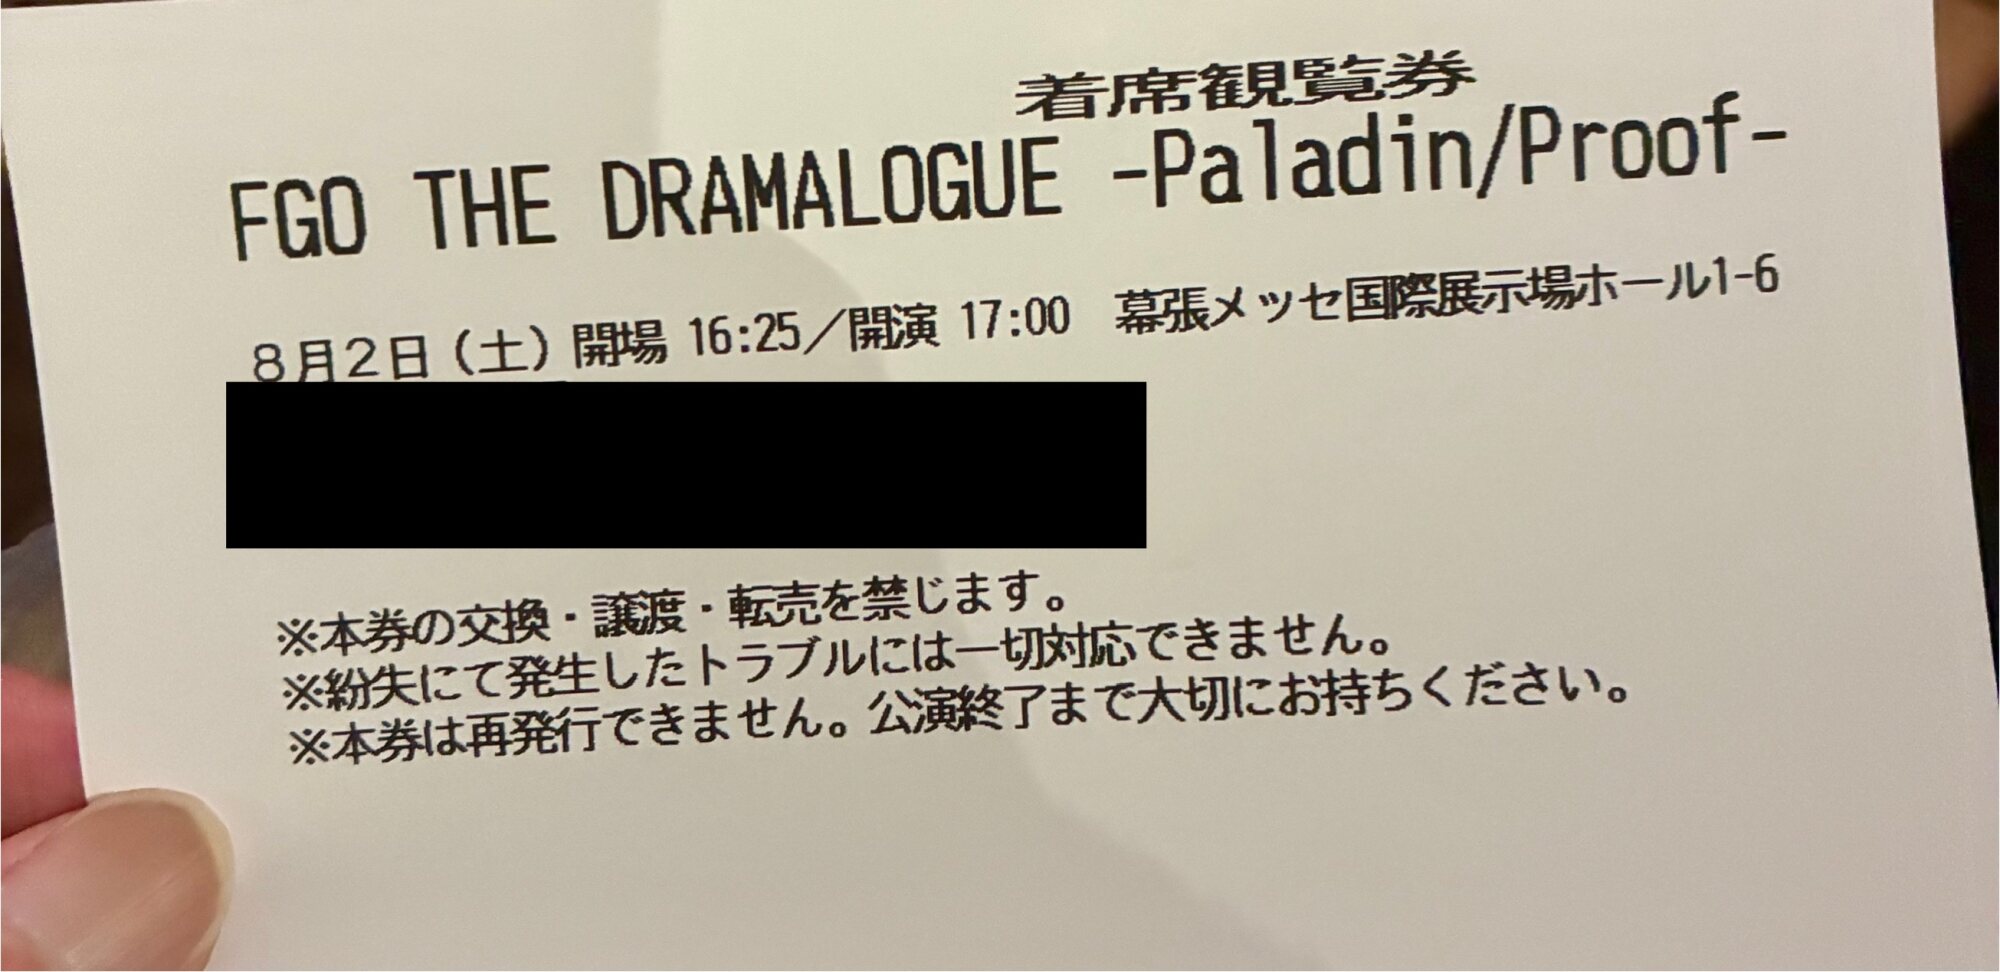 着席観覧券
FGO THE DRAMALOGUE -Paladin/Proof-
8月2日（土）開場 16:25／開演 17:00 幕張メッセ国際展示場ホール1-6
※本券の交換・譲渡・転売を禁じます。
※紛失にて発生したトラブルには一切対応できません。
※本券は再発行できません。公演終了まで大切にお持ちください。